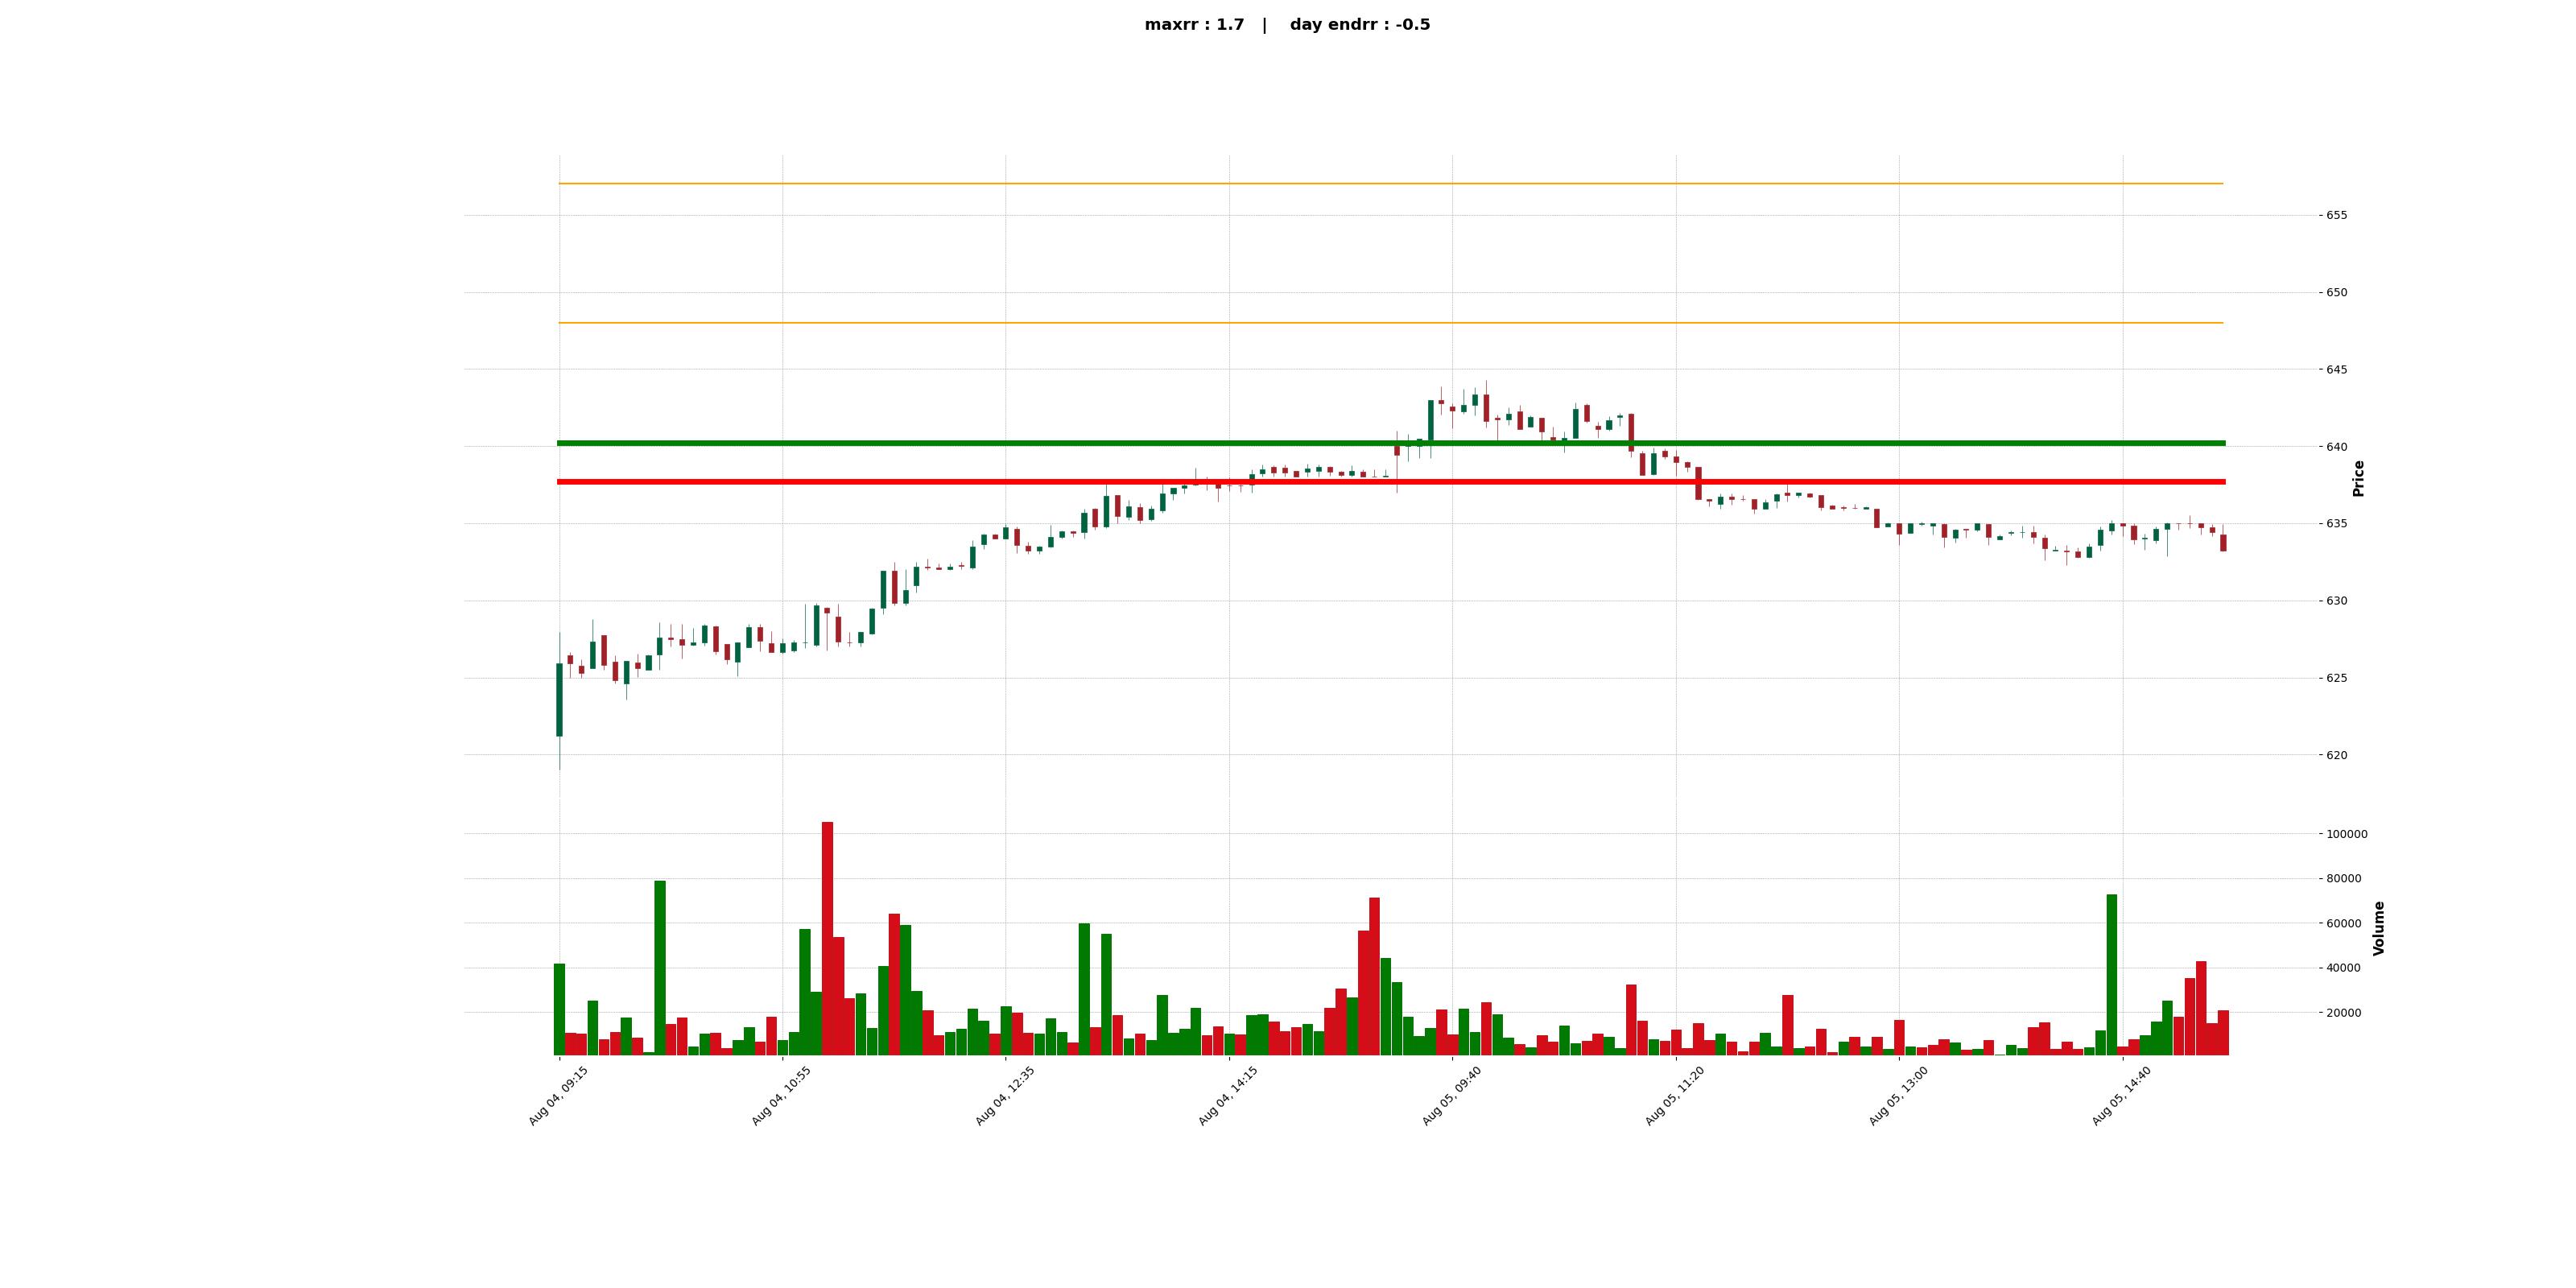 maxrr : 1.7   |    day endrr : -0.5
655
650
645
640
635
630
625
620
Price
100000
80000
60000
40000
20000
Volume
Aug 04, 09:15
Aug 04, 10:55
Aug 04, 12:35
Aug 04, 14:15
Aug 05, 09:40
Aug 05, 11:20
Aug 05, 13:00
Aug 05, 14:40